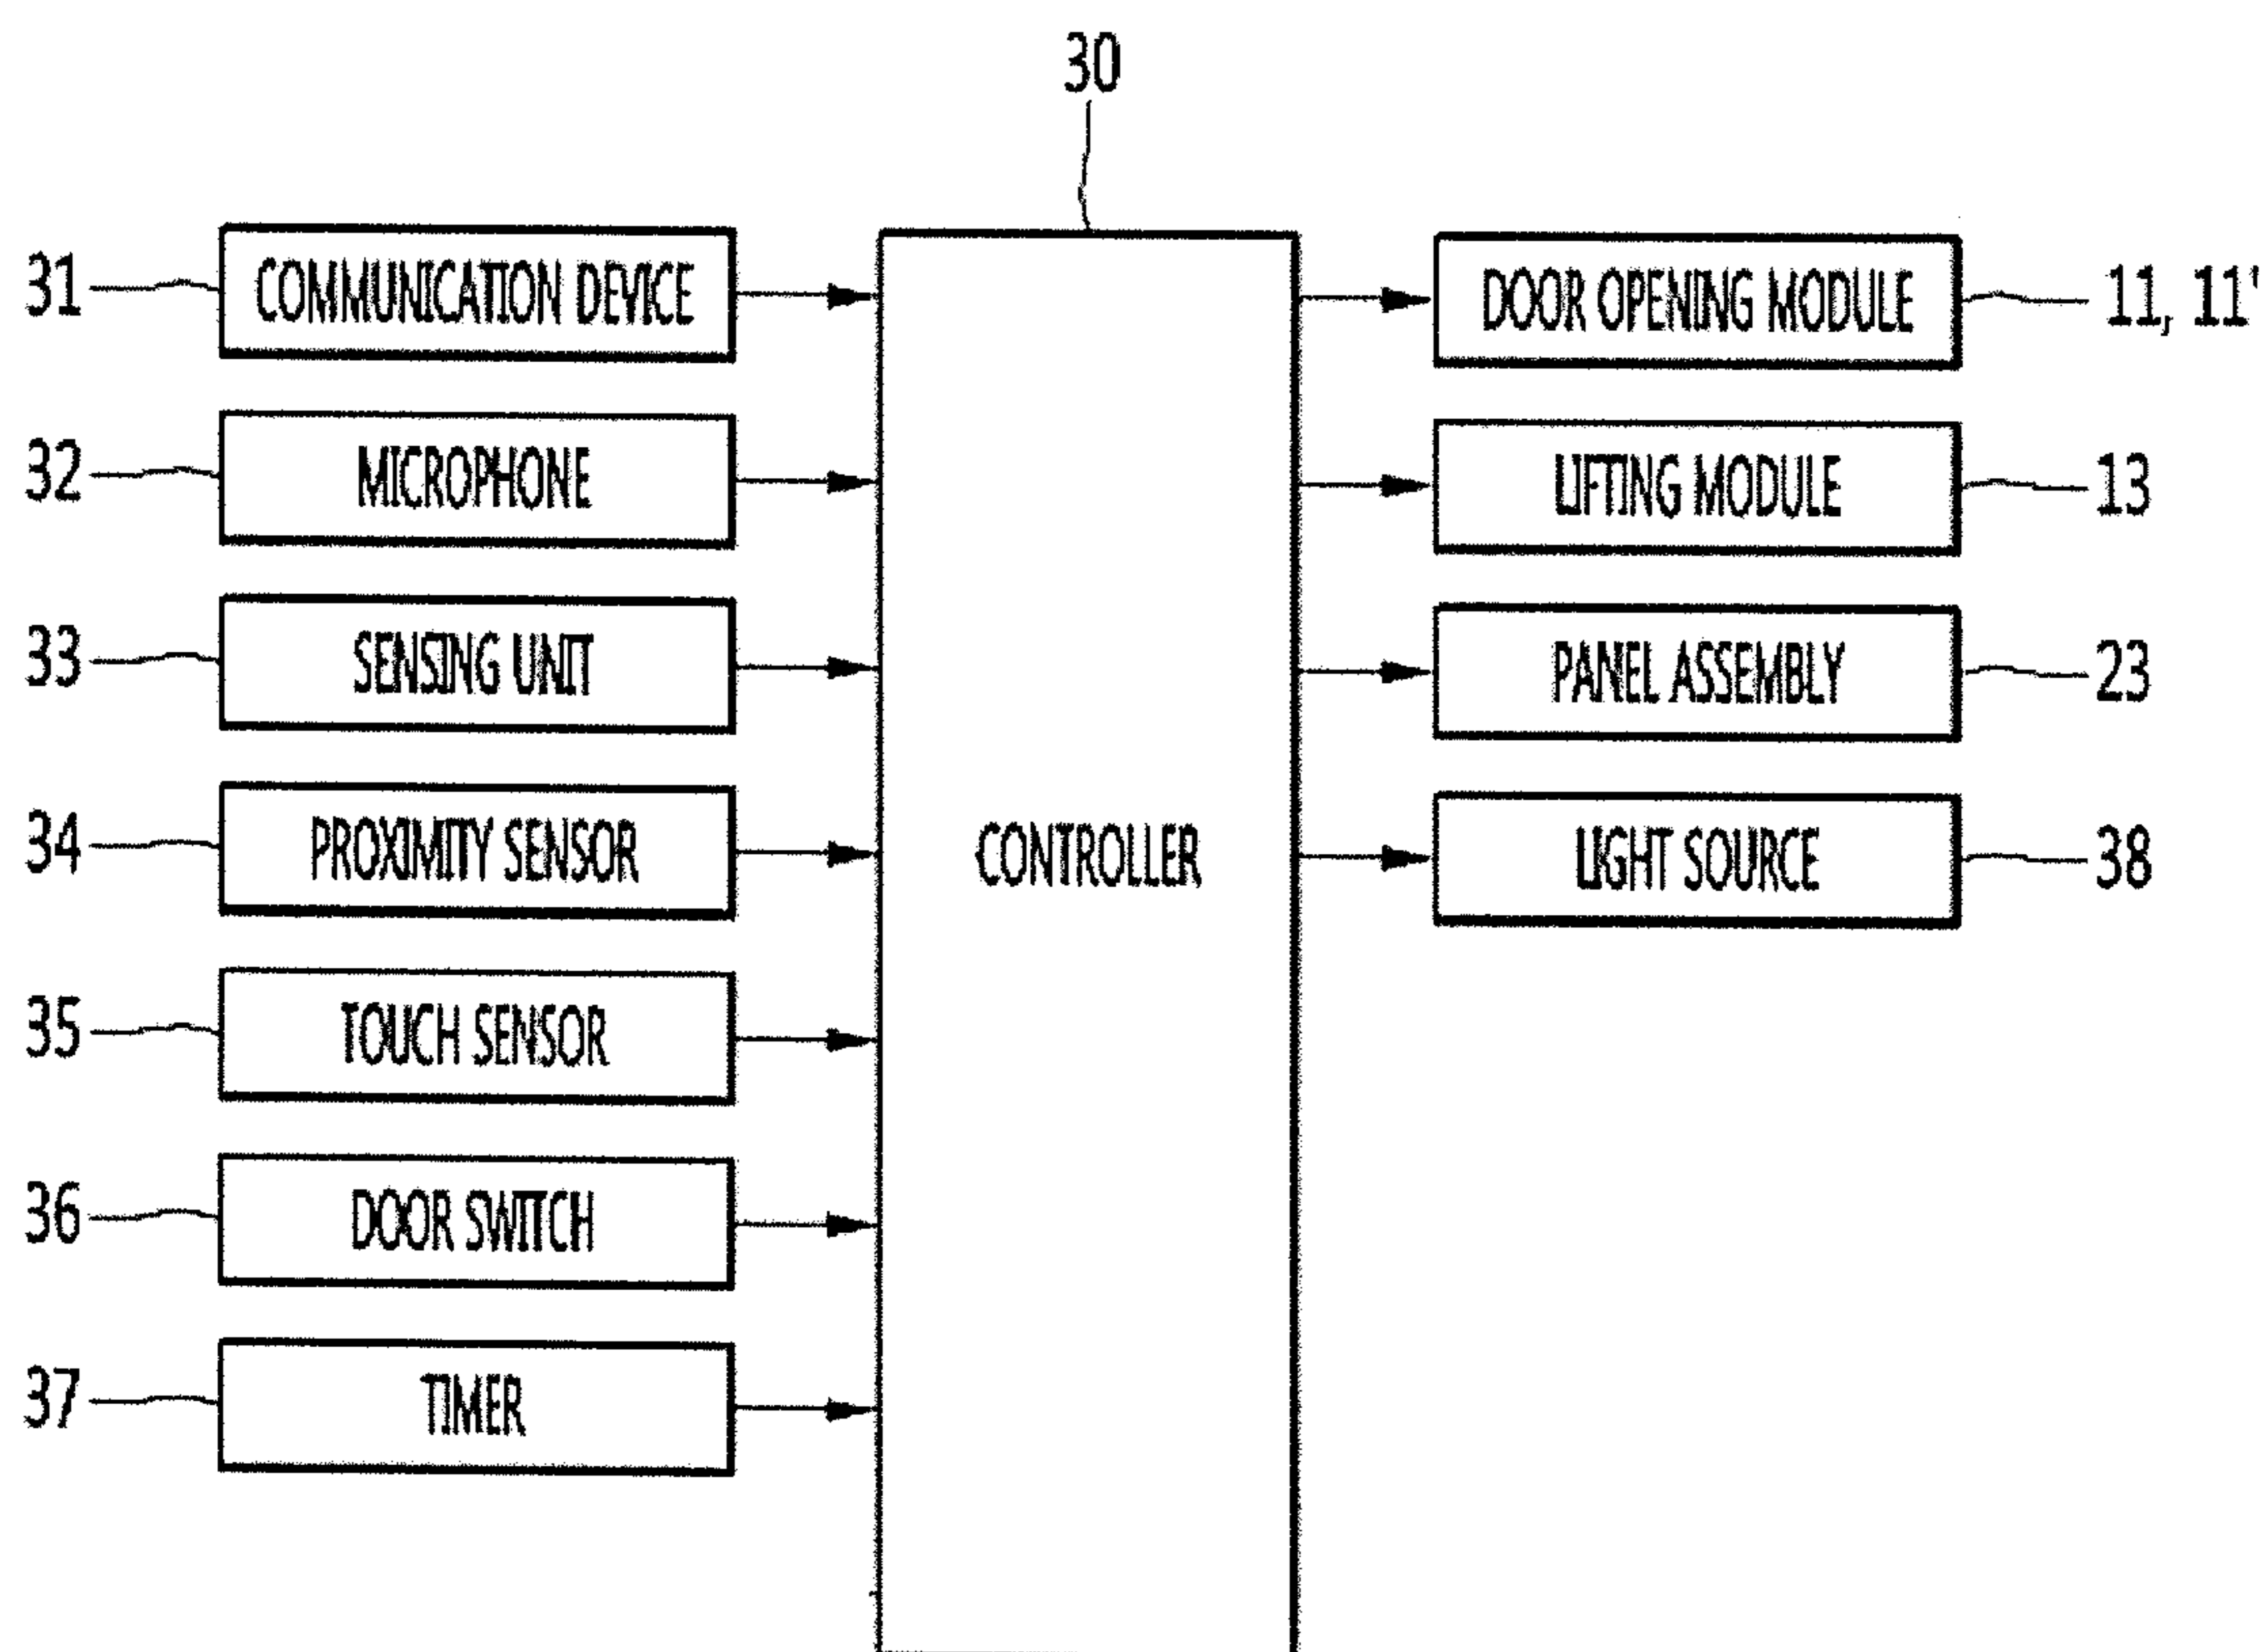 30
31 COMMUNICATION DEVICE DOOR OPENING MODULE 11, 11'
32 MICROPHONE LIFTING MODULE 13
33 SENSING UNIT PANEL ASSEMBLY 23
34 PROXIMITY SENSOR CONTROLLER LIGHT SOURCE 38
35 TOUCH SENSOR
36 DOOR SWITCH
37 TIMER